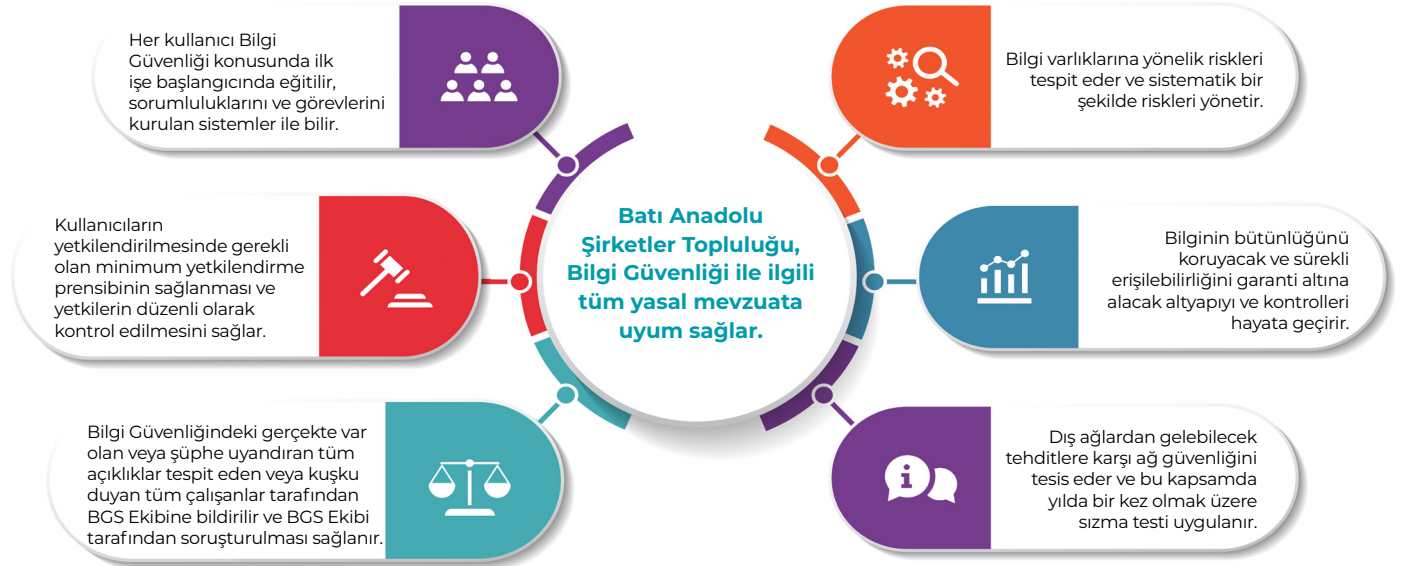 Her kullanıcı Bilgi
Güvenliği konusunda ilk
işe başlangıcında eğitilir,
sorumluluklarını ve görevlerini
kurulan sistemler ile bilir.
Kullanıcıların
yetkilendirilmesinde gerekli
olan minimum yetkilendirme
prensibinin sağlanması ve
yetkilerin düzenli olarak
kontrol edilmesini sağlar.
Bilgi Güvenliğindeki gerçekte var
olan veya şüphe uyandıran tüm
açıklıklar tespit eden veya kuşku
duyan tüm çalışanlar tarafından
BGS Ekibine bildirilir ve BGS Ekibi
tarafından soruşturulması sağlanır.
Batı Anadolu
Şirketler Topluluğu,
Bilgi Güvenliği ile ilgili
tüm yasal mevzuata
uyum sağlar.
Bilgi varlıklarına yönelik riskleri
tespit eder ve sistematik bir
şekilde riskleri yönetir.
Bilginin bütünlüğünü
koruyacak ve sürekli
erişilebilirliğini garanti altına
alacak altyapıyı ve kontrolleri
hayata geçirir.
Dış ağlardan gelebilecek
tehditlere karşı ağ güvenliğini
tesis eder ve bu kapsamda
yılda bir kez olmak üzere
sızma testi uygulanır.